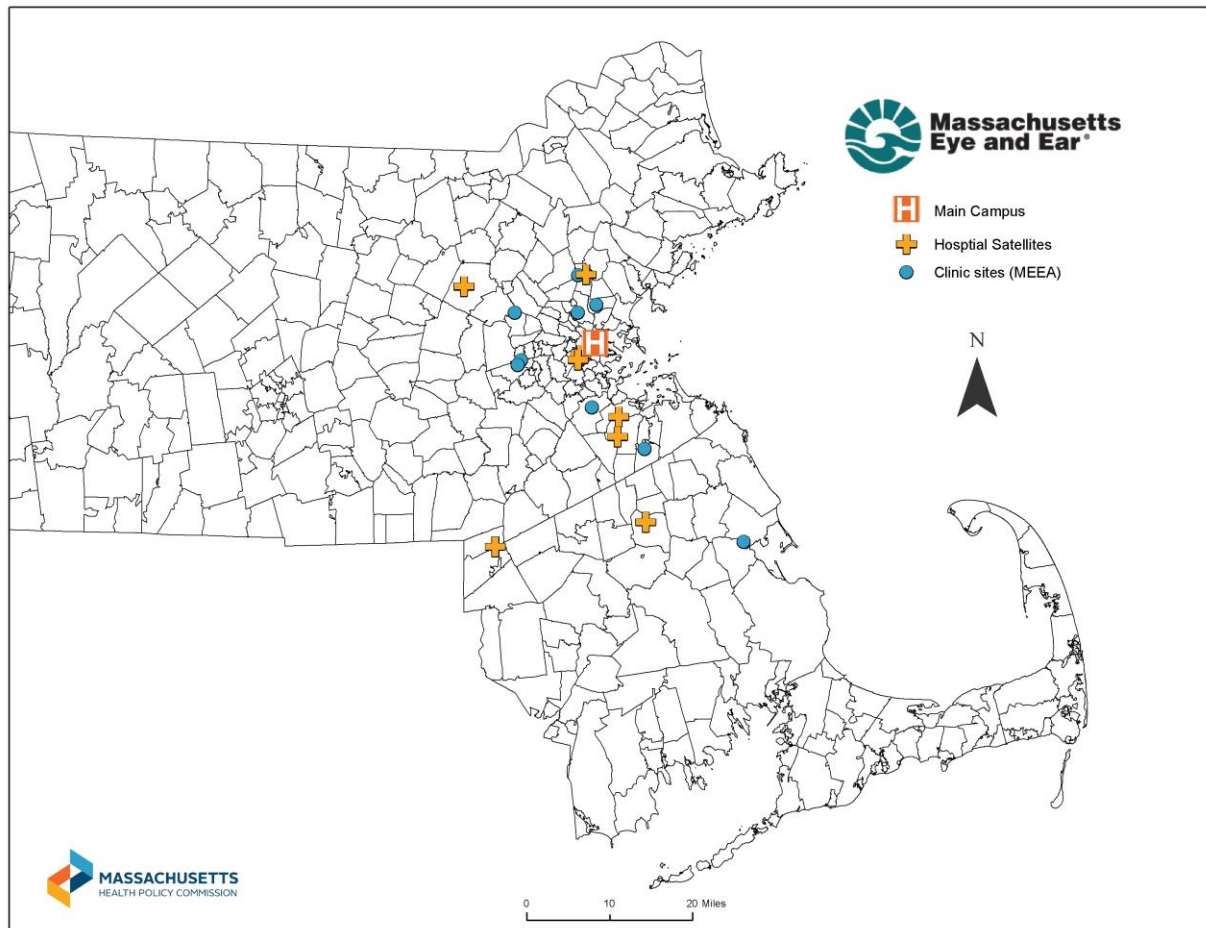 Massachusetts
Eye and Ear®
H Main Campus
Hosptial Satellites
Clinic sites (MEEA)
H
N
MASSACHUSETTS
HEALTH POLICY COMMISSION
0 10 20 Miles